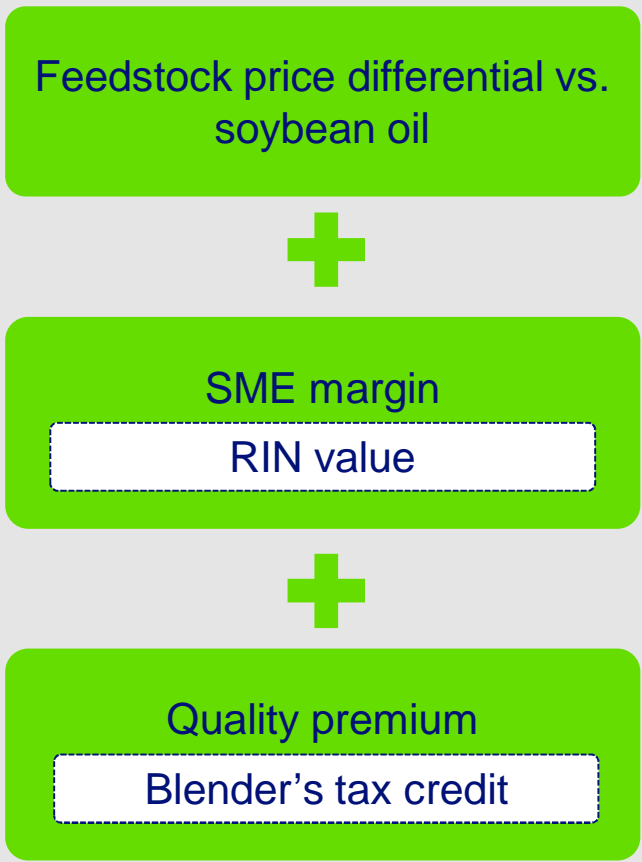 Feedstock price differential vs.
soybean oil
SME margin
RIN value
Quality premium
Blender’s tax credit